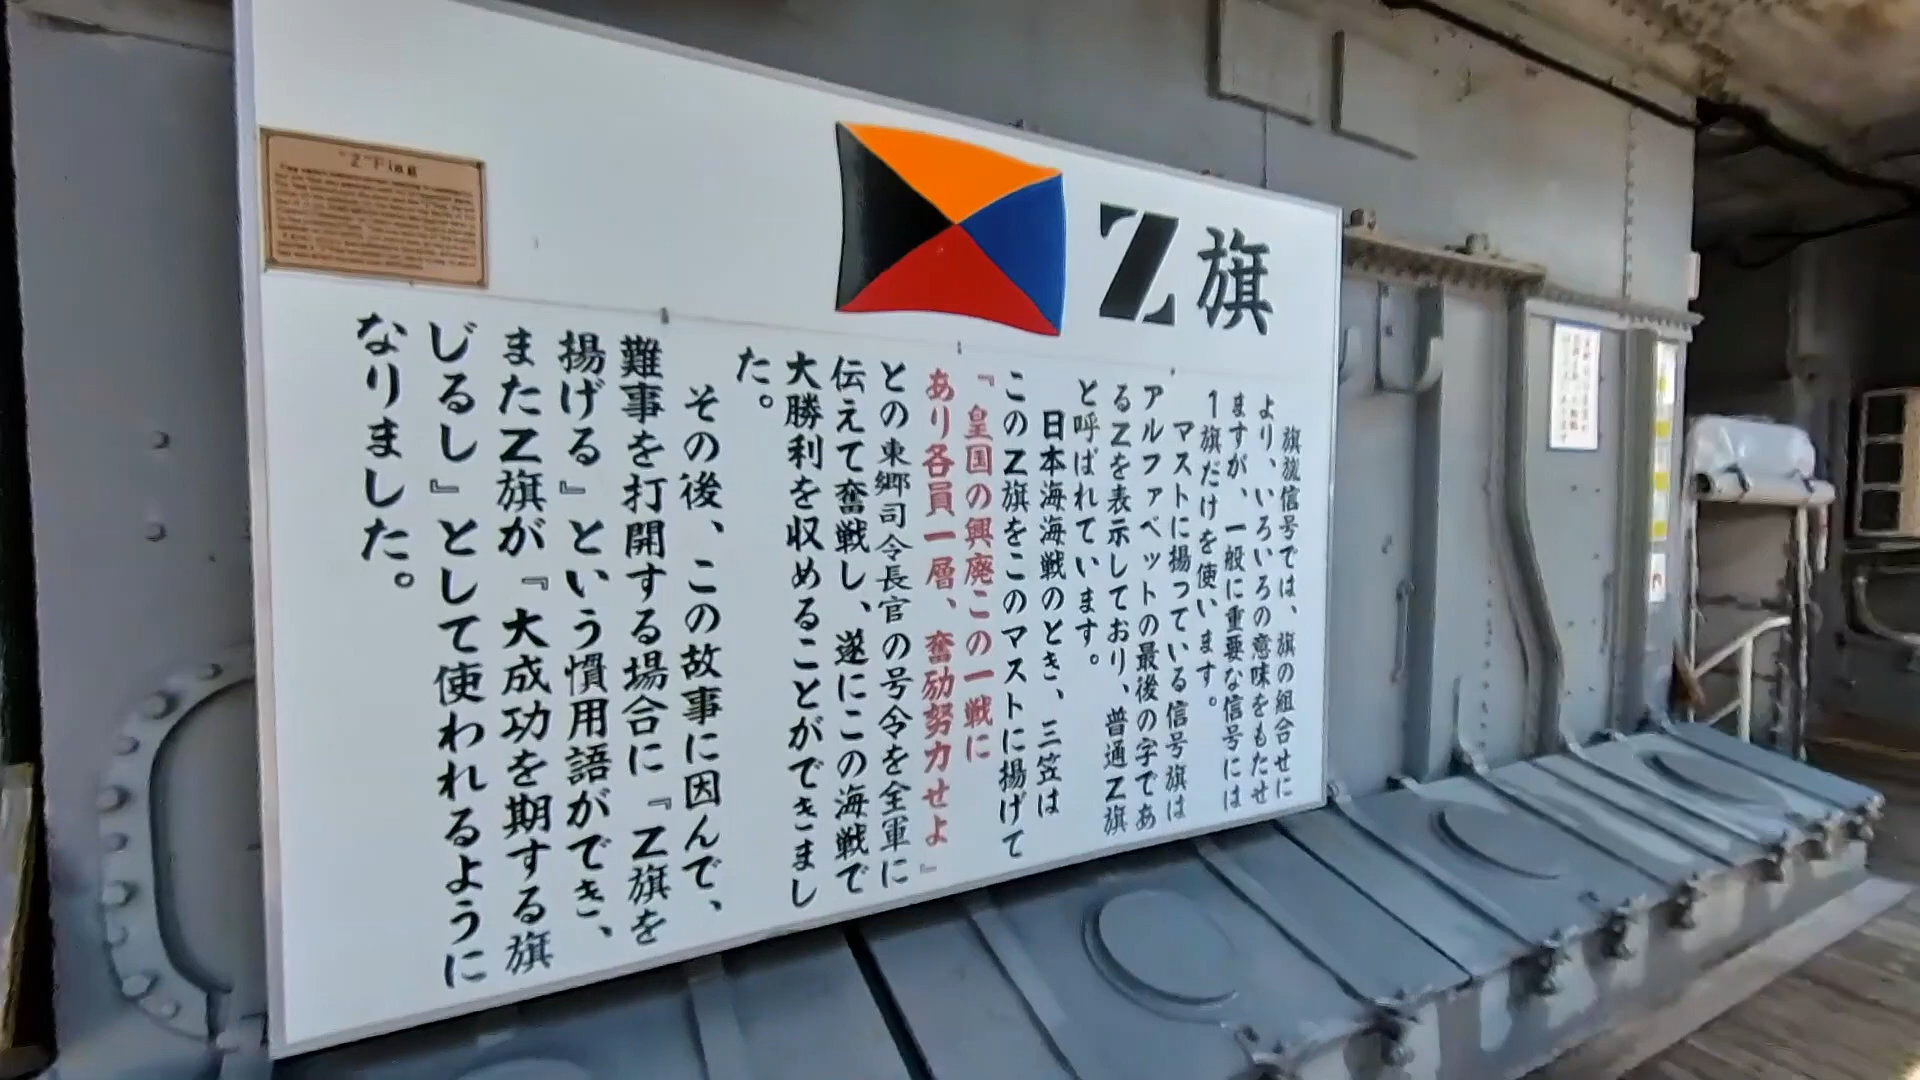 Z旗
旗旒信号では、旗の組合せに
より、いろいろの意味をもたせ
ますが、一般に重要な信号には
1旗だけを使います。
マストに揚っている信号旗は
アルファベットの最後の字であ
るZを表示しており、普通Z旗
と呼ばれています。
日本海海戦のとき、三笠は
このZ旗をこのマストに揚げて
『皇国の興廃この一戦に
あり各員一層、奮励努力せよ』
との東郷司令長官の号令を全軍に
伝えて奮戦し、遂にこの海戦で
大勝利を収めることができまし
た。
その後、この故事に因んで、
難事を打開する場合に『Z旗を
揚げる』という慣用語ができ、
またZ旗が『大成功を期する旗
じるし』として使われるように
なりました。
"Z" Flag